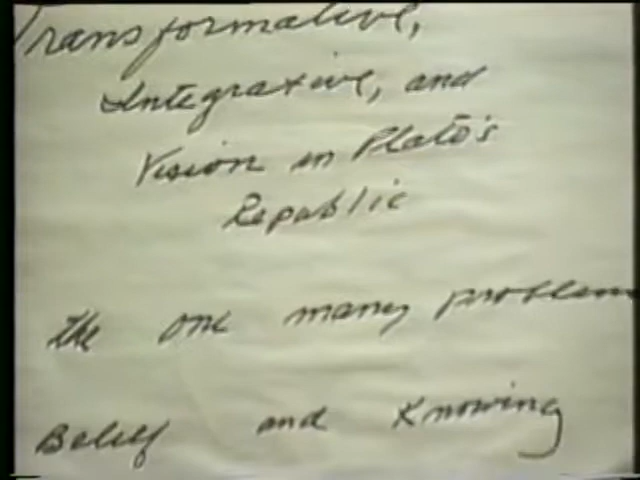 Transformative,
Integrative, and
Vision in Plato's
Republic
the one many problem
Belief and Knowing